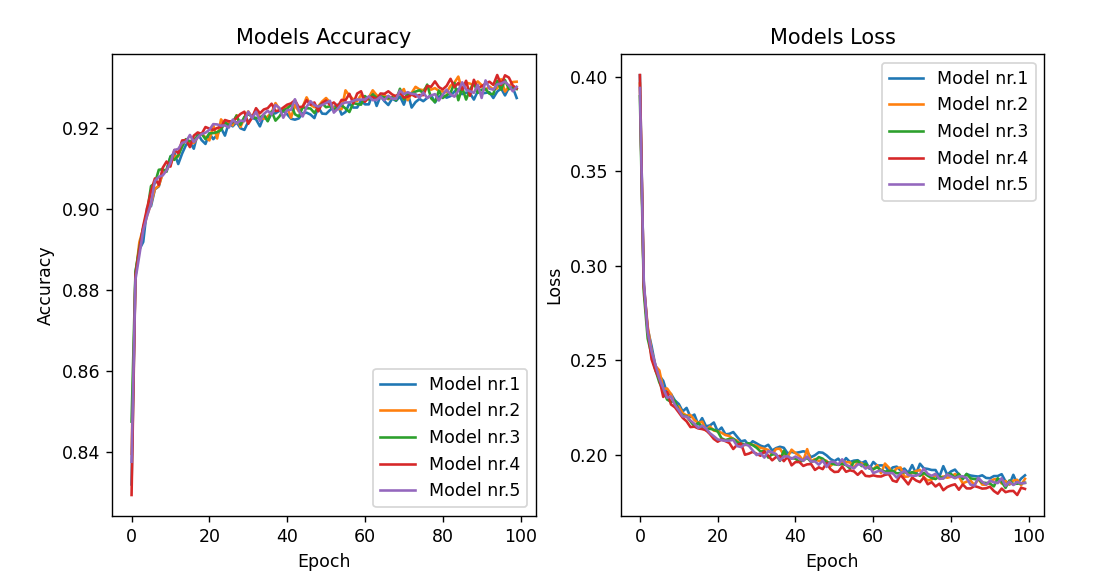 Models Accuracy
Accuracy
0.92
0.90
0.88
0.86
0.84
0
20
40
60
80
100
Epoch
Model nr.1
Model nr.2
Model nr.3
Model nr.4
Model nr.5
Models Loss
Loss
0.40
0.35
0.30
0.25
0.20
0
20
40
60
80
100
Epoch
Model nr.1
Model nr.2
Model nr.3
Model nr.4
Model nr.5